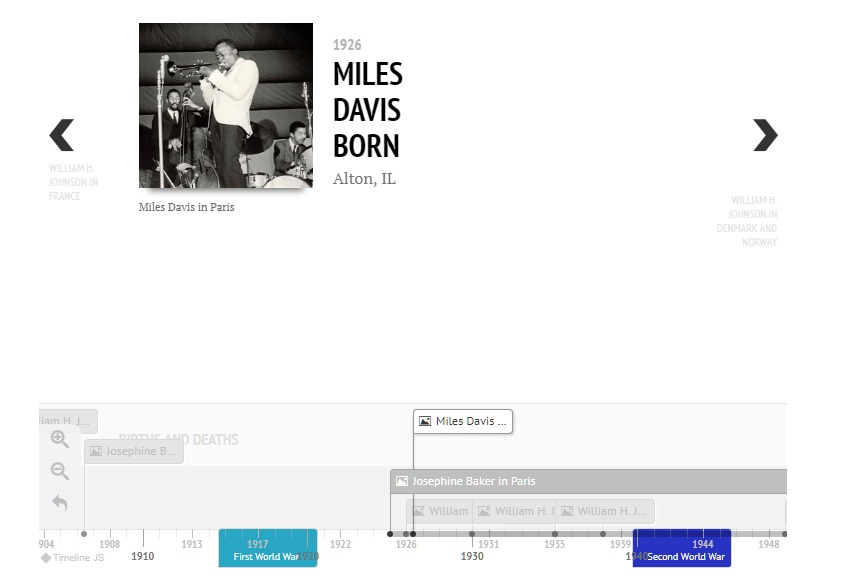 1926
MILES
DAVIS
BORN
Alton, IL
Miles Davis in Paris
WILLIAM H.
JOHNSON IN
FRANCE
WILLIAM H.
JOHNSON IN
DENMARK AND
NORWAY
liam H. J...
Miles Davis ...
BIRTHS AND DEATHS
Josephine B...
Josephine Baker in Paris
William
William H. J
William H. J...
904 1908 1913 1917 1922 1926 1931 1935 1939 1944 1948
Timeline JS
1910 First World War 1920 1930 1940 Second World War